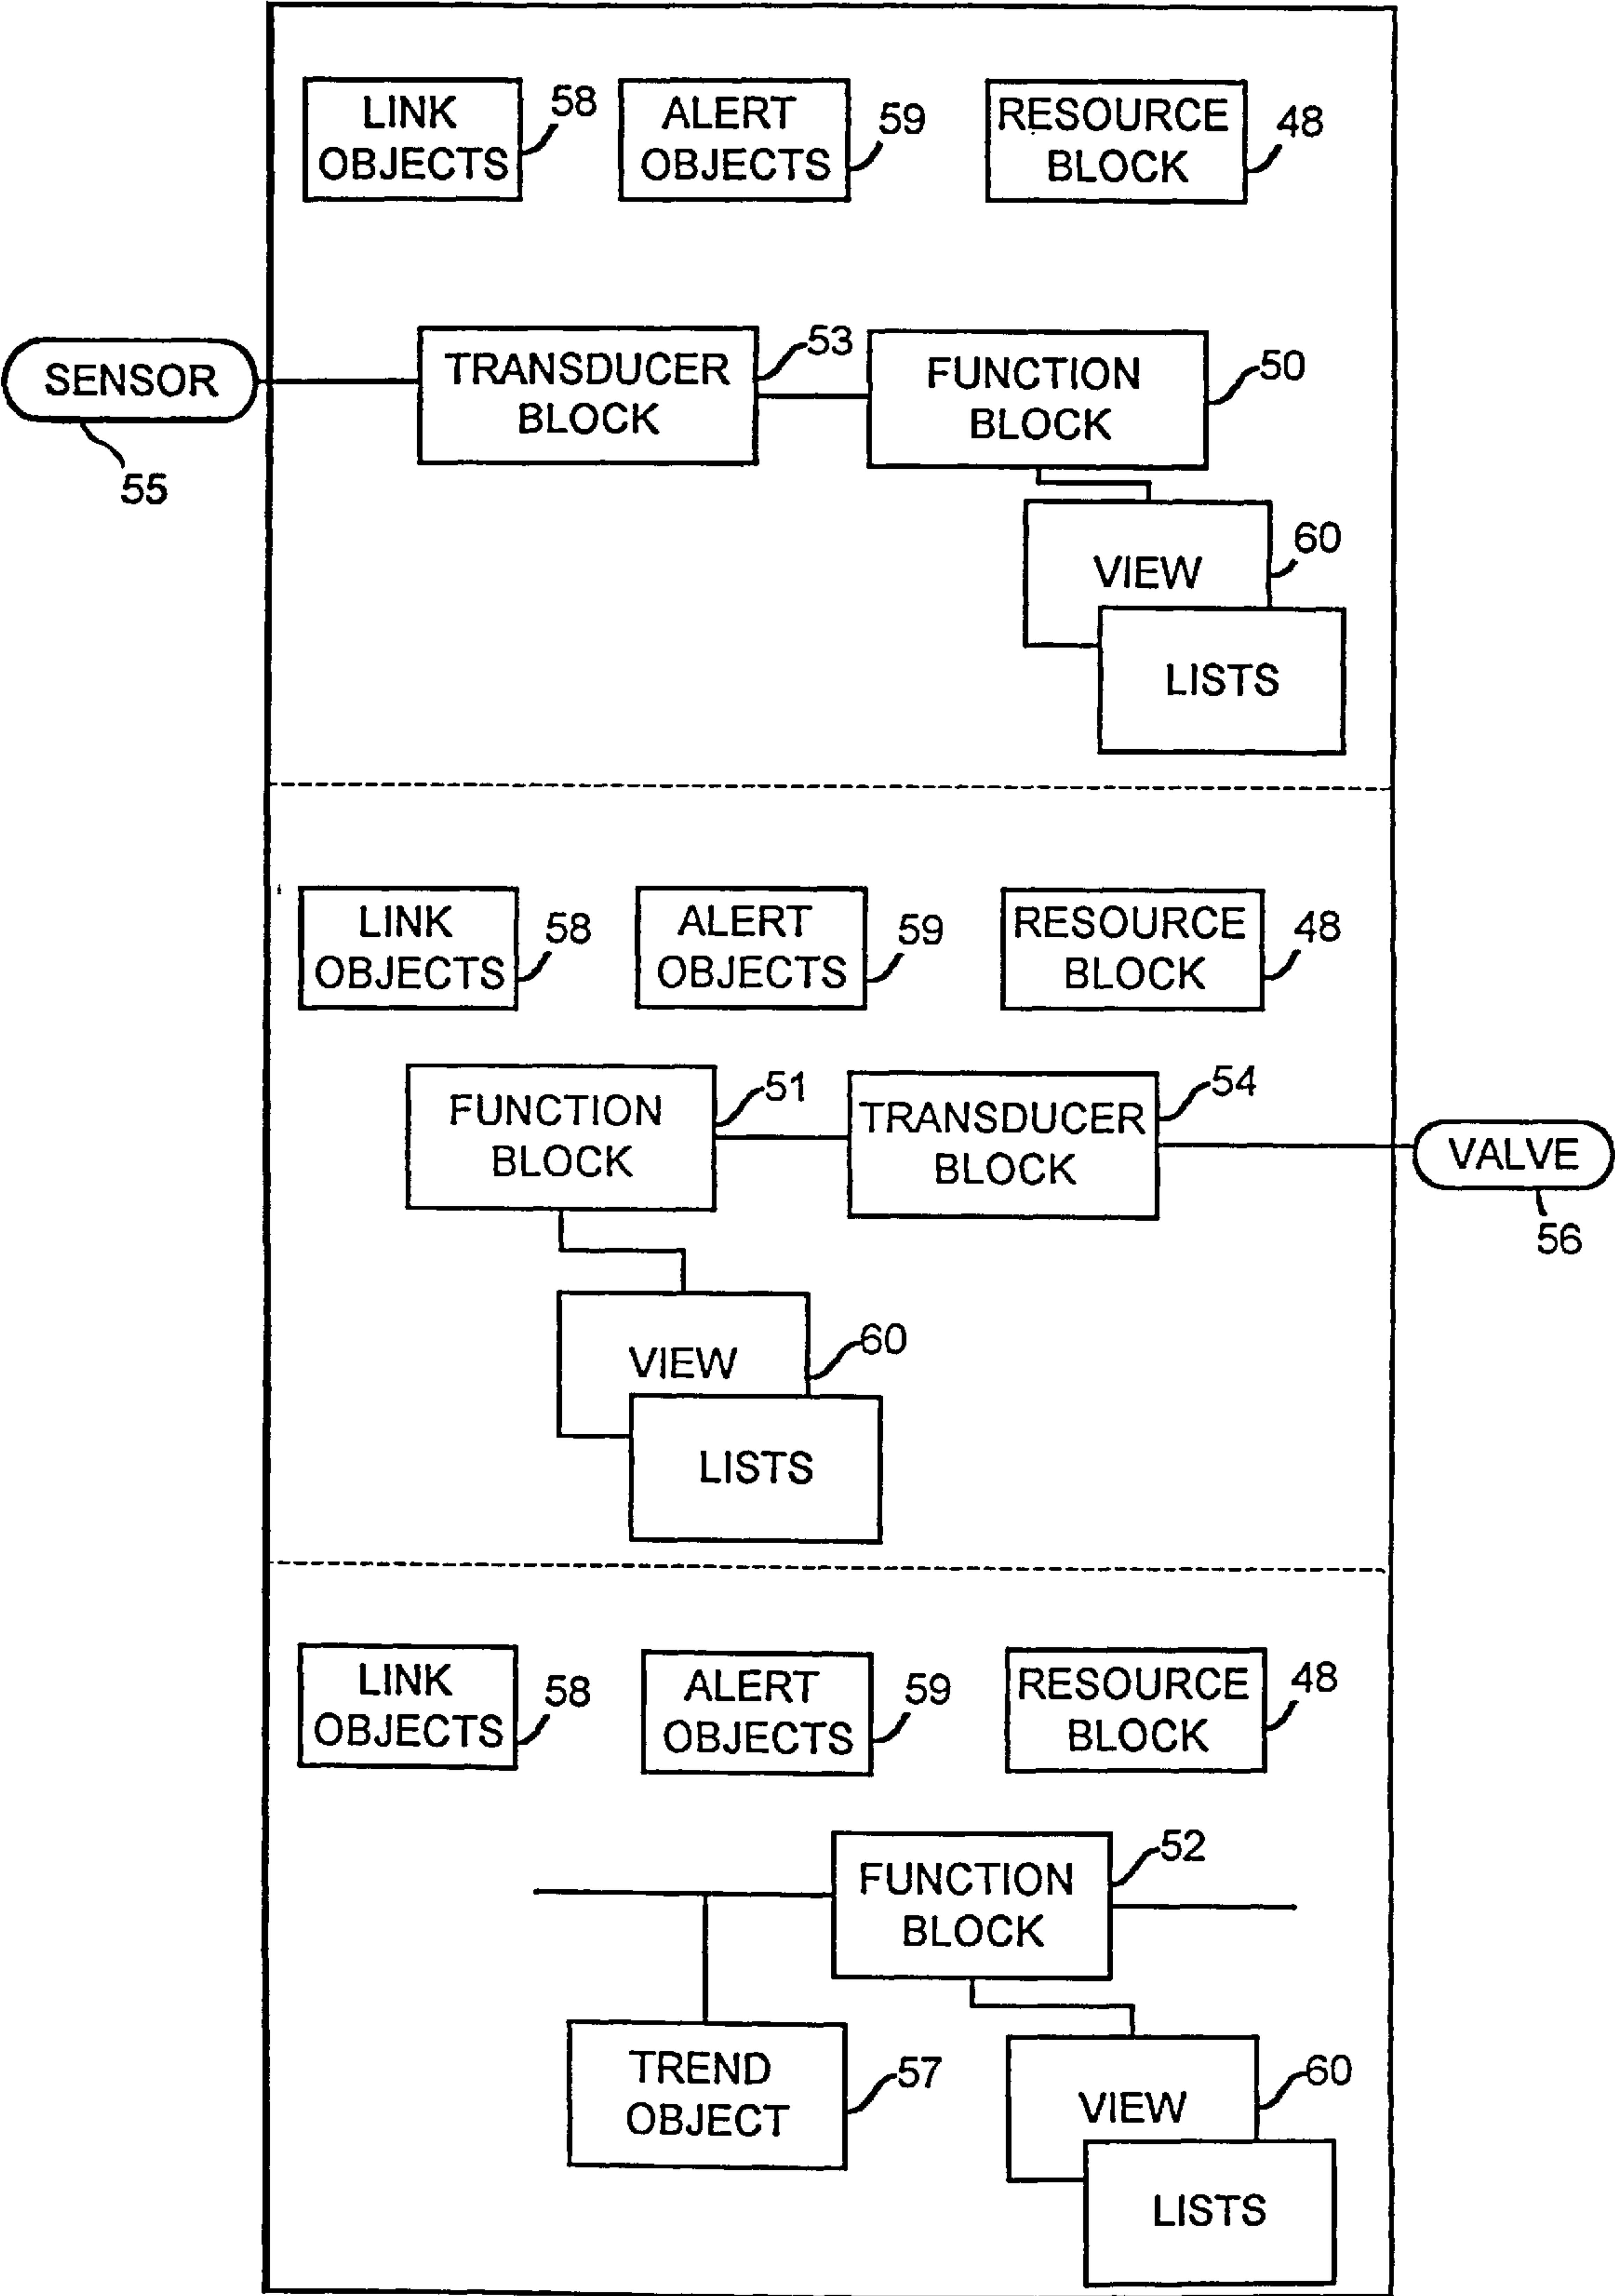 LINK
OBJECTS
58
ALERT
OBJECTS
59
RESOURCE
BLOCK
48
SENSOR
55
TRANSDUCER
BLOCK
53
FUNCTION
BLOCK
50
VIEW
60
LISTS
LINK
OBJECTS
58
ALERT
OBJECTS
59
RESOURCE
BLOCK
48
FUNCTION
BLOCK
51
TRANSDUCER
BLOCK
54
VALVE
56
VIEW
60
LISTS
LINK
OBJECTS
58
ALERT
OBJECTS
59
RESOURCE
BLOCK
48
FUNCTION
BLOCK
52
TREND
OBJECT
57
VIEW
60
LISTS